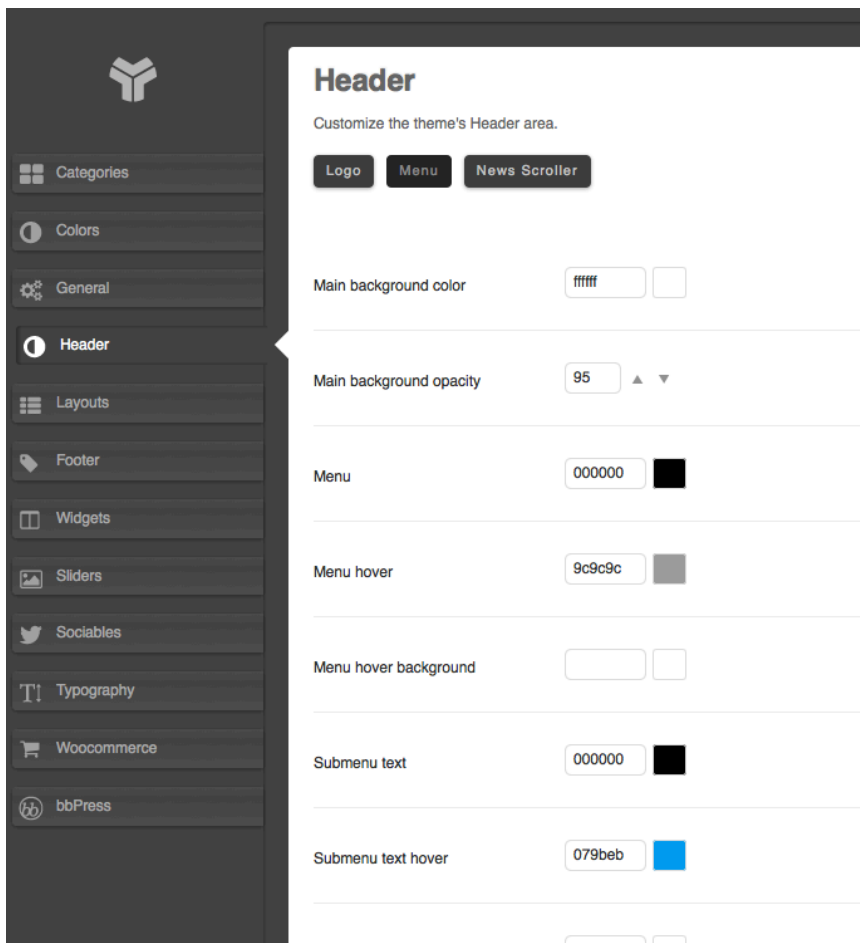 Categories
Colors
General
Header
Layouts
Footer
Widgets
Sliders
Sociables
Typography
Woocommerce
bbPress
Header
Customize the theme's Header area.
Logo Menu News Scroller
Main background color ffffff
Main background opacity 95
Menu 000000
Menu hover 9c9c9c
Menu hover background
Submenu text 000000
Submenu text hover 079beb